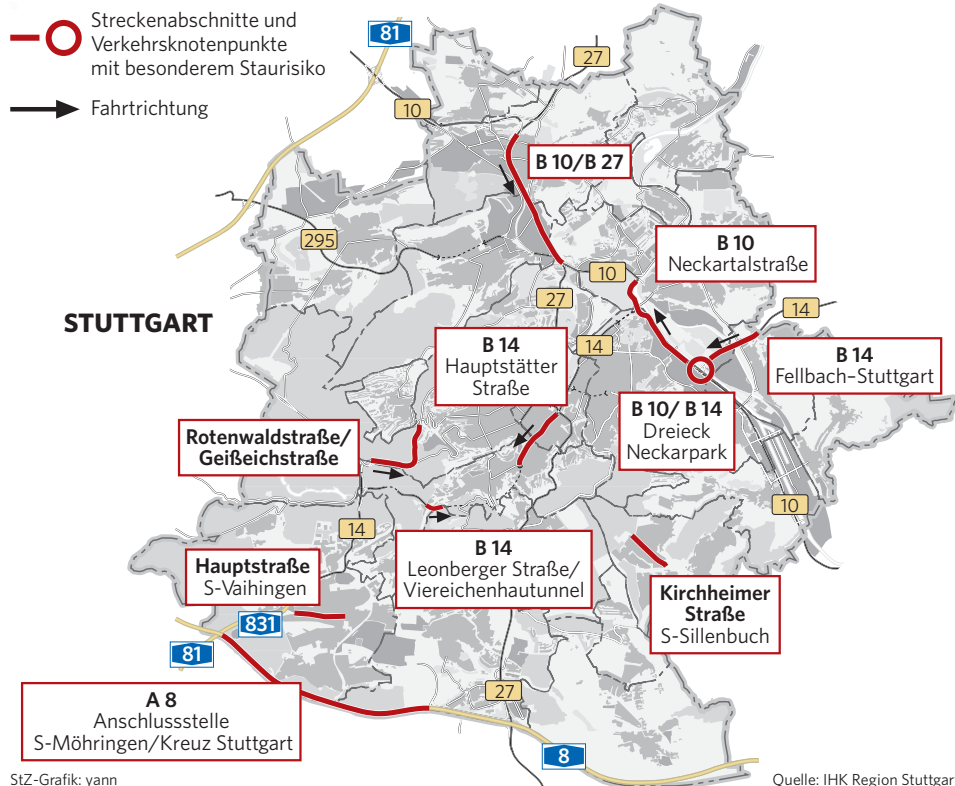 Streckenabschnitte und
Verkehrsknotenpunkte
mit besonderem Staurisiko
Fahrtrichtung
81
27
10
B 10/B 27
295
B 10
Neckartalstraße
10
27
14
STUTTGART
14
B 14
Hauptstätter
Straße
B 14
Fellbach–Stuttgart
B 10/ B 14
Dreieck
Neckarpark
Rotenwaldstraße/
Geißeichstraße
10
14
B 14
Leonberger Straße/
Viereichenhautunnel
Hauptstraße
S-Vaihingen
Kirchheimer
Straße
S-Sillenbuch
831
81
27
A 8
Anschlussstelle
S-Möhringen/Kreuz Stuttgart
8
StZ-Grafik: yann
Quelle: IHK Region Stuttgar